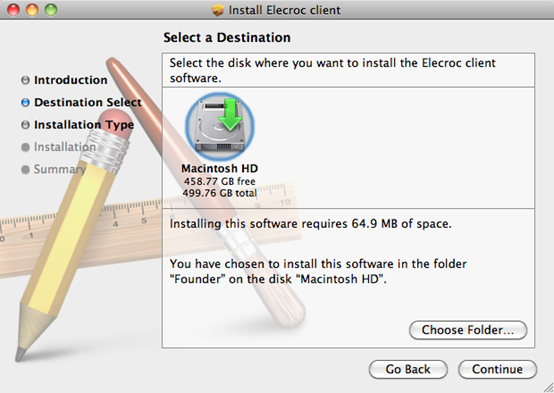 Install Elecroc client
Select a Destination
Introduction
Destination Select
Installation Type
Installation
Summary
Select the disk where you want to install the Elecroc client
software.
Macintosh HD
458.77 GB free
499.76 GB total
Installing this software requires 64.9 MB of space.
You have chosen to install this software in the folder
“Founder” on the disk “Macintosh HD”.
Choose Folder...
Go Back
Continue